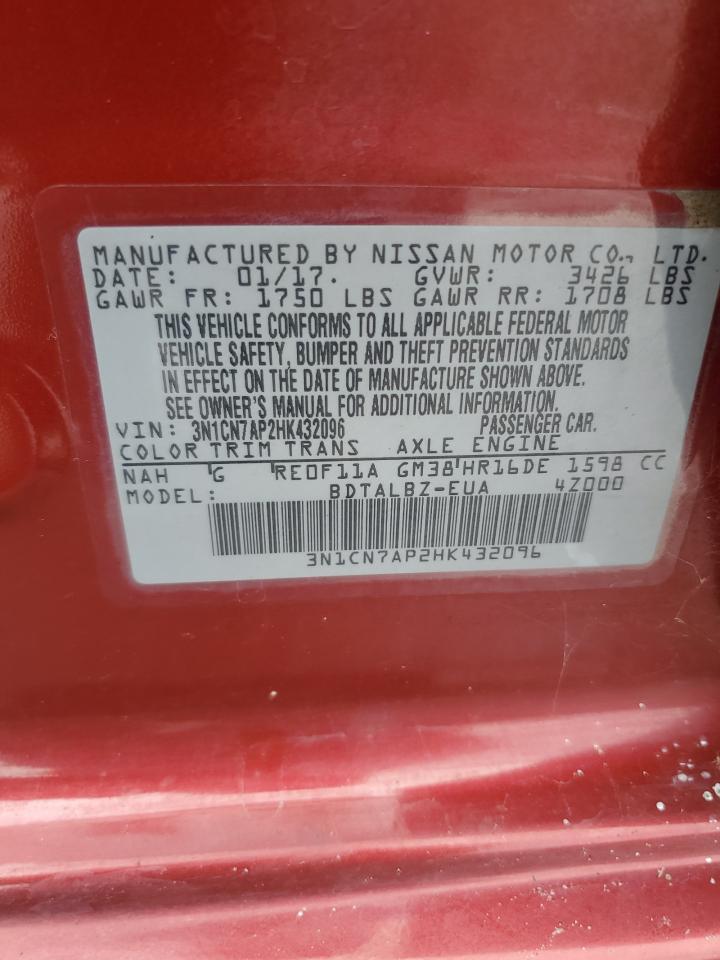 MANUFACTURED BY NISSAN MOTOR CO., LTD.
DATE: 01/17. GVWR: 3426 LBS
GAWR FR: 1750 LBS GAWR RR: 1708 LBS
THIS VEHICLE CONFORMS TO ALL APPLICABLE FEDERAL MOTOR
VEHICLE SAFETY, BUMPER AND THEFT PREVENTION STANDARDS
IN EFFECT ON THE DATE OF MANUFACTURE SHOWN ABOVE.
SEE OWNER'S MANUAL FOR ADDITIONAL INFORMATION.
VIN: 3N1CN7AP2HK432096 PASSENGER CAR.
COLOR TRIM TRANS AXLE ENGINE
NAH G RE0F11A GM38 HR16DE 1598 CC
MODEL: BDTALBZ-EUA 4Z000
3N1CN7AP2HK432096